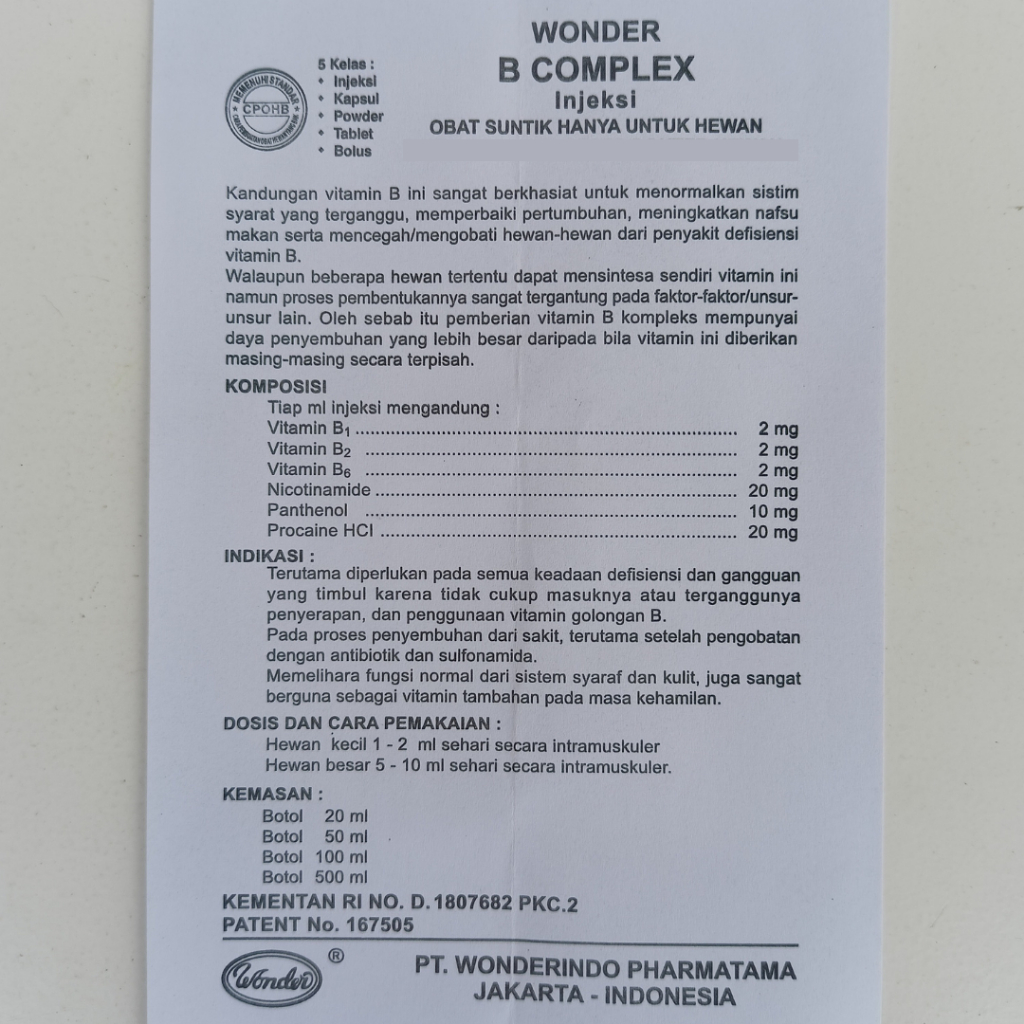 WONDER
B COMPLEX
Injeksi
OBAT SUNTIK HANYA UNTUK HEWAN
MEMENUHI STANDAR
CPOHB
5 Kelas :
• Injeksi
• Kapsul
• Powder
• Tablet
• Bolus
Kandungan vitamin B ini sangat berkhasiat untuk menormalkan sistim
syarat yang terganggu, memperbaiki pertumbuhan, meningkatkan nafsu
makan serta mencegah/mengobati hewan-hewan dari penyakit defisiensi
vitamin B.
Walaupun beberapa hewan tertentu dapat mensintesa sendiri vitamin ini
namun proses pembentukannya sangat tergantung pada faktor-faktor/unsur-
unsur lain. Oleh sebab itu pemberian vitamin B kompleks mempunyai
daya penyembuhan yang lebih besar daripada bila vitamin ini diberikan
masing-masing secara terpisah.
KOMPOSISI
Tiap ml injeksi mengandung :
Vitamin B1 ........ 2 mg
Vitamin B2 ........ 2 mg
Vitamin B6 ........ 2 mg
Nicotinamide ........ 20 mg
Panthenol ........ 10 mg
Procaine HCl ........ 20 mg
INDIKASI :
Terutama diperlukan pada semua keadaan defisiensi dan gangguan
yang timbul karena tidak cukup masuknya atau terganggunya
penyerapan, dan penggunaan vitamin golongan B.
Pada proses penyembuhan dari sakit, terutama setelah pengobatan
dengan antibiotik dan sulfonamida.
Memelihara fungsi normal dari sistem syaraf dan kulit, juga sangat
berguna sebagai vitamin tambahan pada masa kehamilan.
DOSIS DAN CARA PEMAKAIAN :
Hewan kecil 1 - 2 ml sehari secara intramuskuler
Hewan besar 5 - 10 ml sehari secara intramuskuler.
KEMASAN :
Botol 20 ml
Botol 50 ml
Botol 100 ml
Botol 500 ml
KEMENTAN RI NO. D.1807682 PKC.2
PATENT No. 167505
Wonder ®
PT. WONDERINDO PHARMATAMA
JAKARTA - INDONESIA